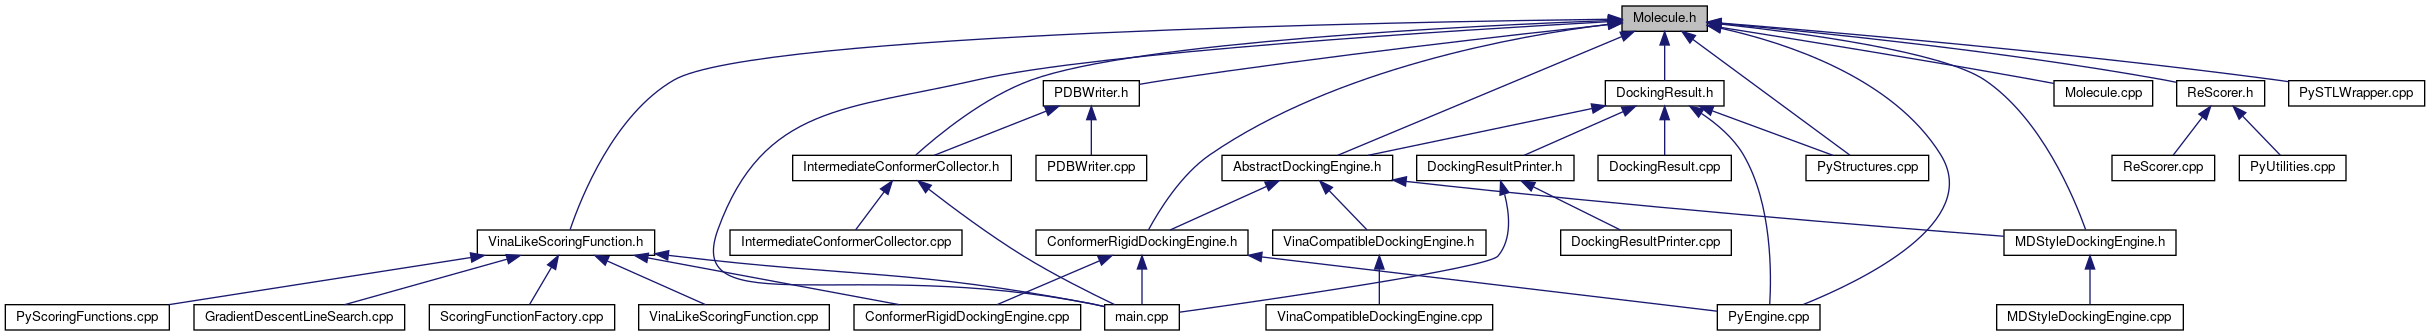 Molecule.h
PDBWriter.h
DockingResult.h
Molecule.cpp
ReScorer.h
PySTLWrapper.cpp
IntermediateConformerCollector.h
PDBWriter.cpp
AbstractDockingEngine.h
DockingResultPrinter.h
DockingResult.cpp
PyStructures.cpp
ReScorer.cpp
PyUtilities.cpp
VinaLikeScoringFunction.h
IntermediateConformerCollector.cpp
ConformerRigidDockingEngine.h
VinaCompatibleDockingEngine.h
DockingResultPrinter.cpp
MDStyleDockingEngine.h
PyScoringFunctions.cpp
GradientDescentLineSearch.cpp
ScoringFunctionFactory.cpp
VinaLikeScoringFunction.cpp
ConformerRigidDockingEngine.cpp
main.cpp
VinaCompatibleDockingEngine.cpp
PyEngine.cpp
MDStyleDockingEngine.cpp